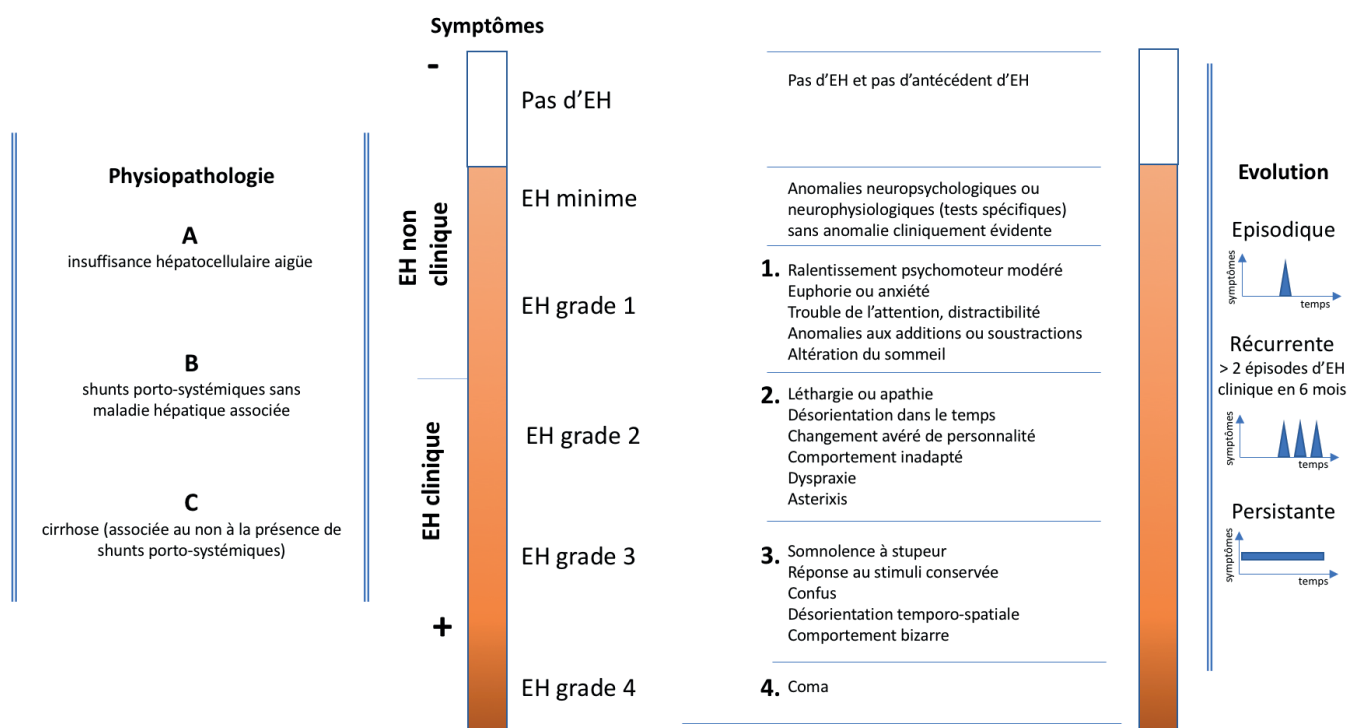 Symptômes
-
Pas d'EH
EH minime
EH grade 1
EH grade 2
EH grade 3
EH grade 4
+
EH non
clinique
EH clinique
Physiopathologie
A
insuffisance hépatocellulaire aigüe
B
shunts porto-systémiques sans
maladie hépatique associée
C
cirrhose (associée au non à la présence de
shunts porto-systémiques)
Pas d'EH et pas d'antécédent d'EH
Anomalies neuropsychologiques ou
neurophysiologiques (tests spécifiques)
sans anomalie cliniquement évidente
1. Ralentissement psychomoteur modéré
Euphorie ou anxiété
Trouble de l'attention, distractibilité
Anomalies aux additions ou soustractions
Altération du sommeil
2. Léthargie ou apathie
Désorientation dans le temps
Changement avéré de personnalité
Comportement inadapté
Dyspraxie
Asterixis
3. Somnolence à stupeur
Réponse au stimuli conservée
Confus
Désorientation temporo-spatiale
Comportement bizarre
4. Coma
Evolution
Episodique
symptômes
temps
Récurrente
> 2 épisodes d'EH
clinique en 6 mois
symptômes
temps
Persistante
symptômes
temps